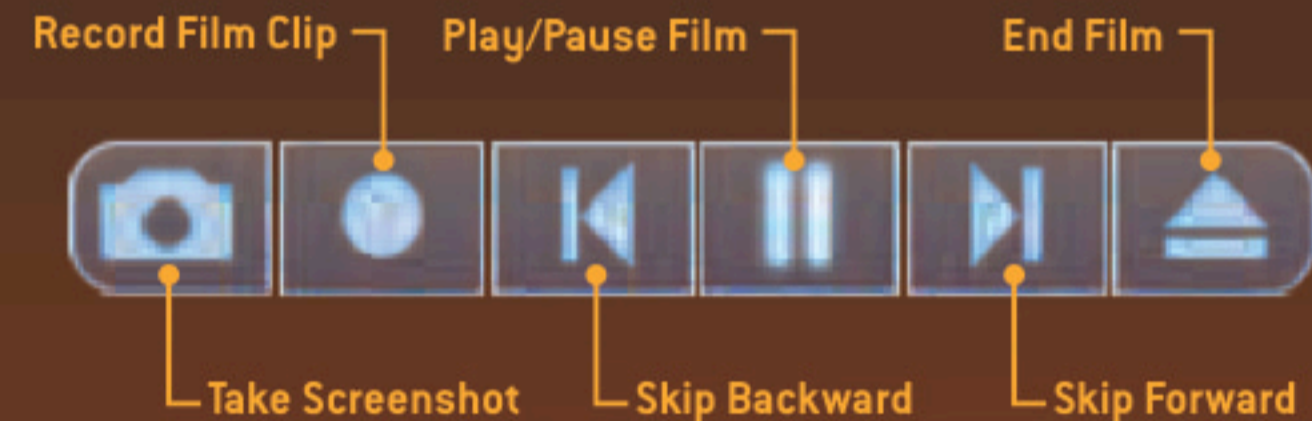 Record Film Clip
Play/Pause Film
End Film
Take Screenshot
Skip Backward
Skip Forward